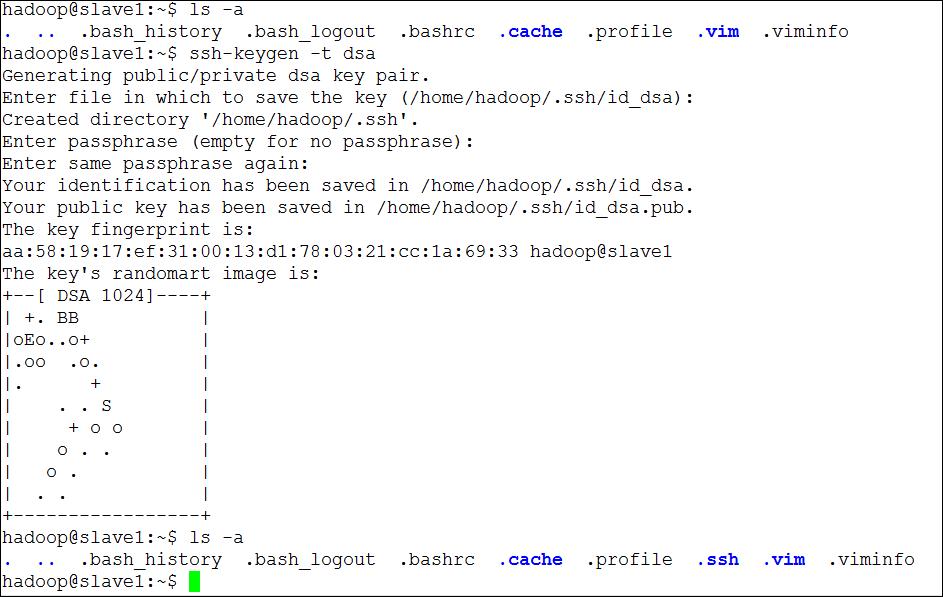 hadoop@slave1:~$ ls -a
.  ..  .bash_history  .bash_logout  .bashrc  .cache  .profile  .vim  .viminfo
hadoop@slave1:~$ ssh-keygen -t dsa
Generating public/private dsa key pair.
Enter file in which to save the key (/home/hadoop/.ssh/id_dsa):
Created directory '/home/hadoop/.ssh'.
Enter passphrase (empty for no passphrase):
Enter same passphrase again:
Your identification has been saved in /home/hadoop/.ssh/id_dsa.
Your public key has been saved in /home/hadoop/.ssh/id_dsa.pub.
The key fingerprint is:
aa:58:19:17:ef:31:00:13:d1:78:03:21:cc:1a:69:33 hadoop@slave1
The key's randomart image is:
+--[ DSA 1024]----+
| +. BB           |
|oEo..o+          |
|.oo  .o.         |
|.      +         |
|    . . S        |
|     + o o       |
|    o . .        |
|   o .           |
|  . .            |
+-----------------+
hadoop@slave1:~$ ls -a
.  ..  .bash_history  .bash_logout  .bashrc  .cache  .profile  .ssh  .vim  .viminfo
hadoop@slave1:~$